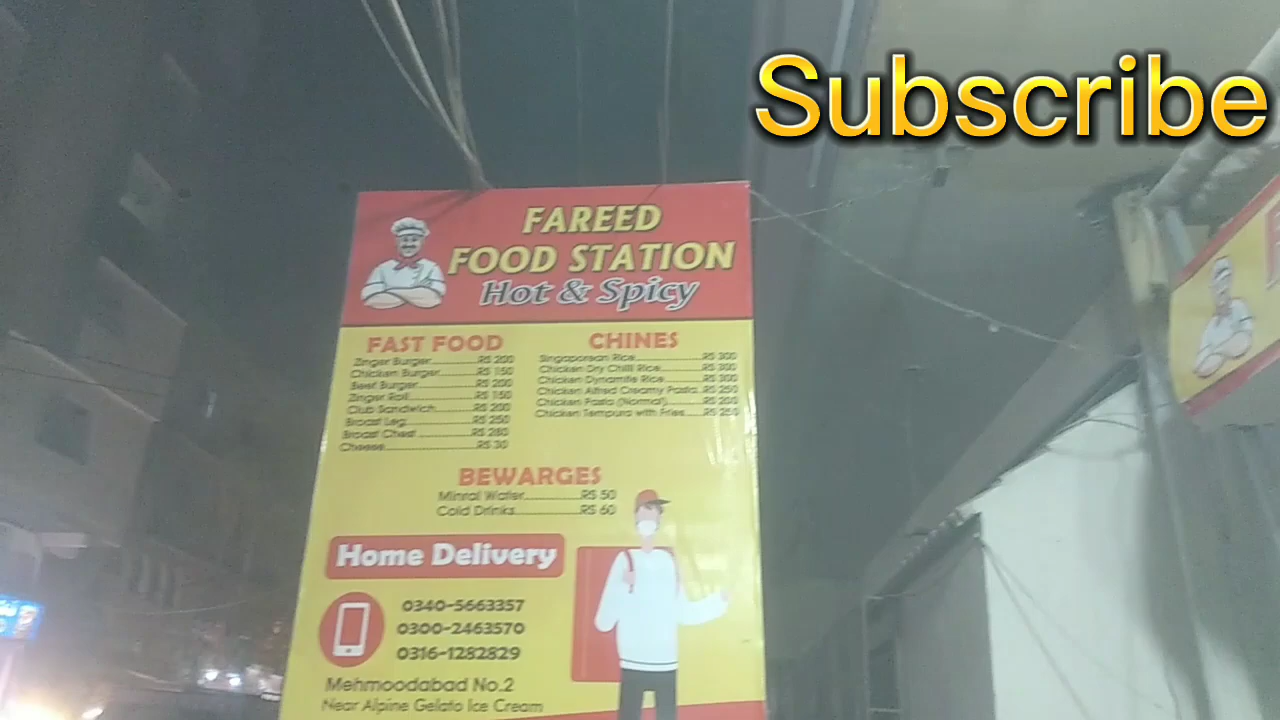 Subscribe
FAREED
FOOD STATION
Hot & Spicy
FAST FOOD
Zinger Burger..............RS 200
Chicken Burger............RS 150
Beef Burger..................RS 200
Zinger Roll....................RS 150
Club Sandwich............RS 200
Broast Leg....................RS 250
Broast Chest................RS 280
Cheese.........................RS 30
CHINES
Singaporean Rice....................RS 300
Chicken Dry Chilli Rice............RS 300
Chicken Dynamite Rice...........RS 300
Chicken Alfred Creamy Pasta..RS 250
Chicken Pasta (Normal)..........RS 200
Chicken Tempura with Fries.....RS 250
BEWARGES
Minral Water.................RS 50
Cold Drinks...................RS 60
Home Delivery
0340-5663357
0300-2463570
0316-1282829
Mehmoodabad No.2
Near Alpine Gelato Ice Cream